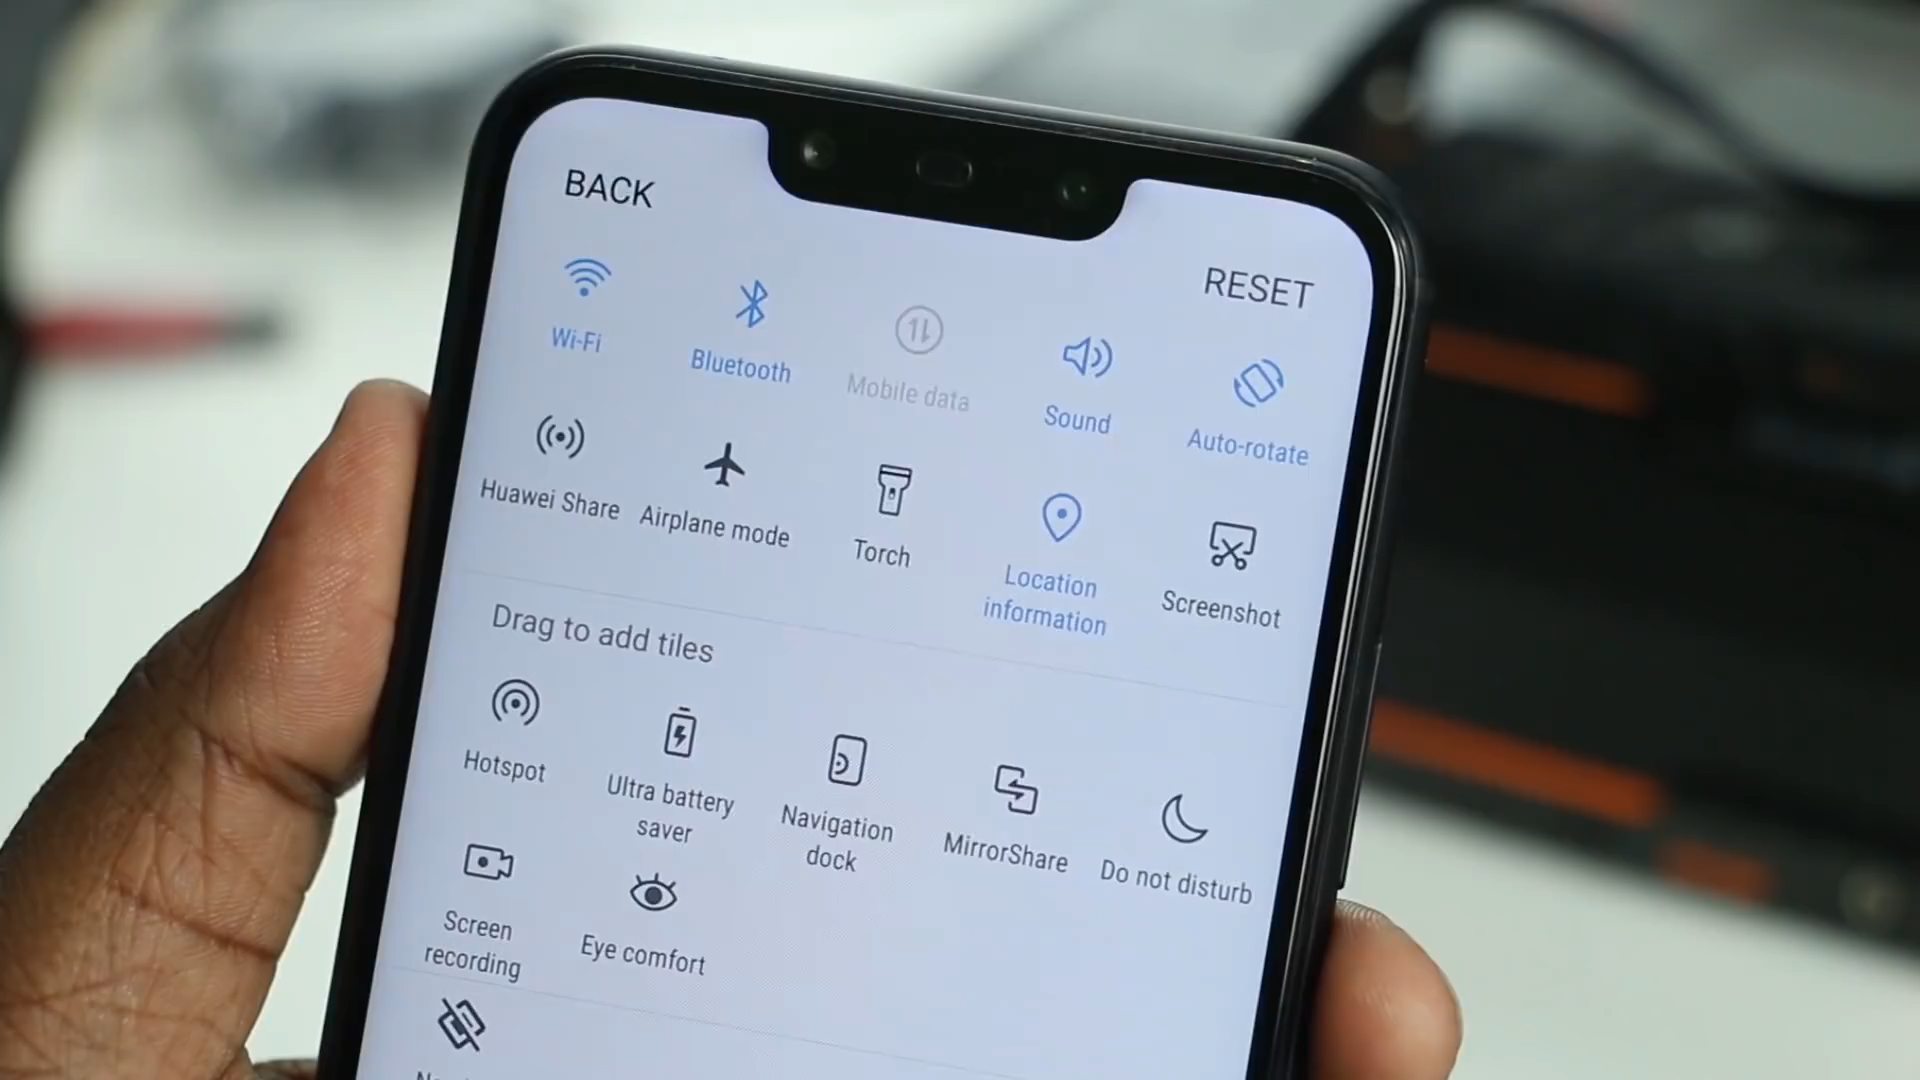 BACK
RESET
Wi-Fi
Bluetooth
Mobile data
Sound
Auto-rotate
Huawei Share
Airplane mode
Torch
Location
information
Screenshot
Drag to add tiles
Hotspot
Ultra battery
saver
Navigation
dock
MirrorShare
Do not disturb
Screen
recording
Eye comfort